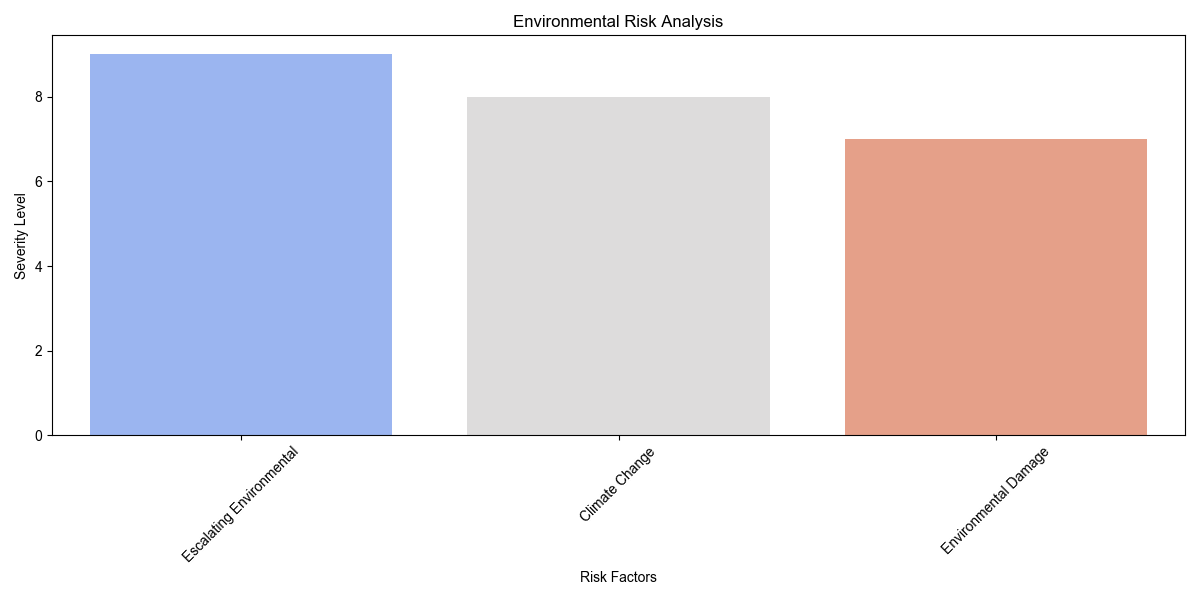 Environmental Risk Analysis
Severity Level
8
6
4
2
0
Escalating Environmental
Climate Change
Environmental Damage
Risk Factors